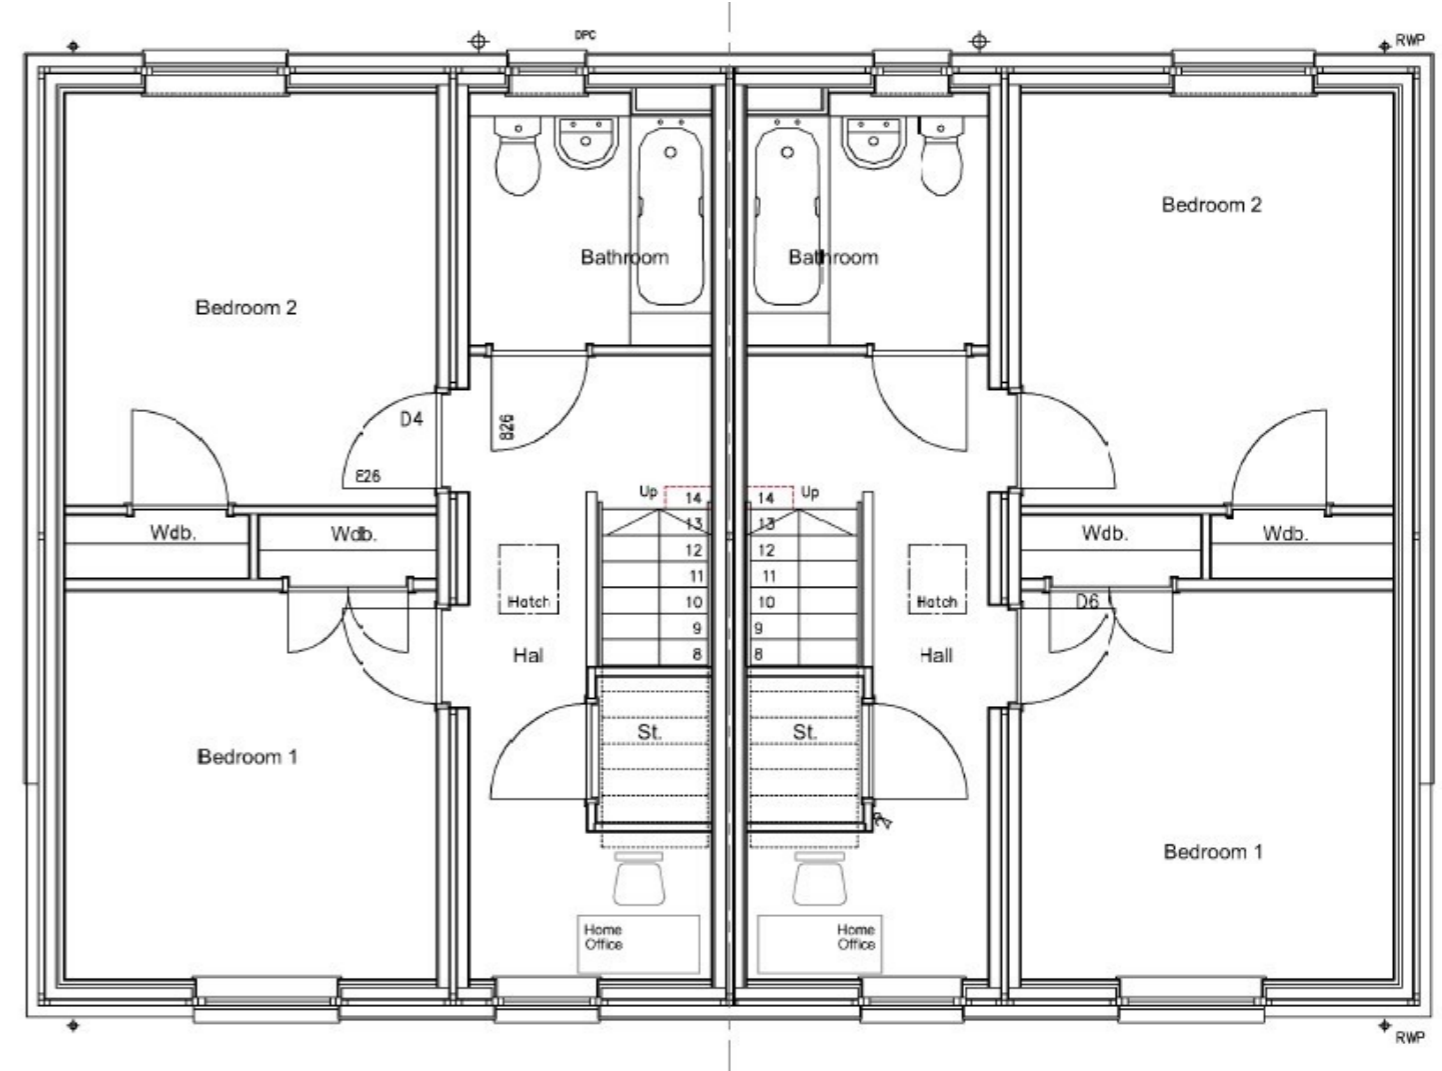 DPC
RWP
Bedroom 2
Bathroom
Bathroom
Bedroom 2
D4
826
E26
Up
14
14
Up
13
13
Wdb.
Wdb.
Wdb.
Wdb.
12
12
11
11
Hatch
10
10
Hatch
D6
9
9
Hal
8
8
Hall
St.
St.
Bedroom 1
Bedroom 1
Home
Office
Home
Office
RWP